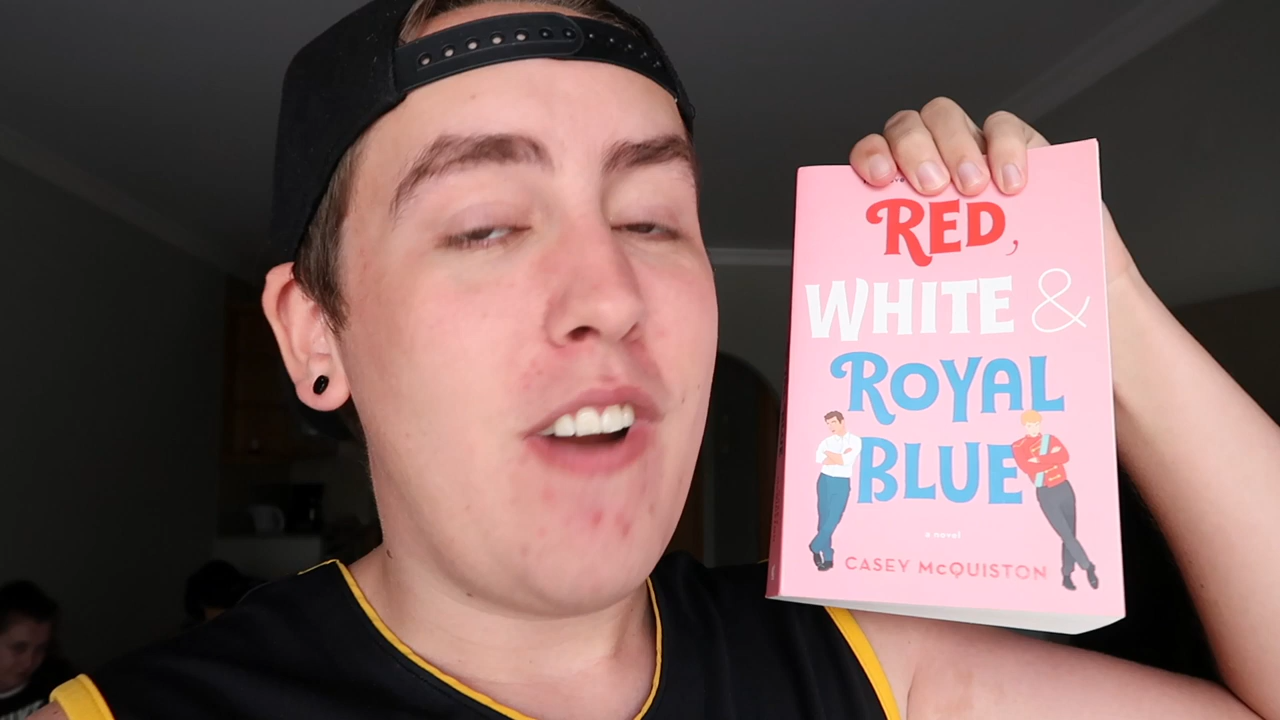 RED,
WHITE &
ROYAL
BLUE
a novel
CASEY McQUISTON